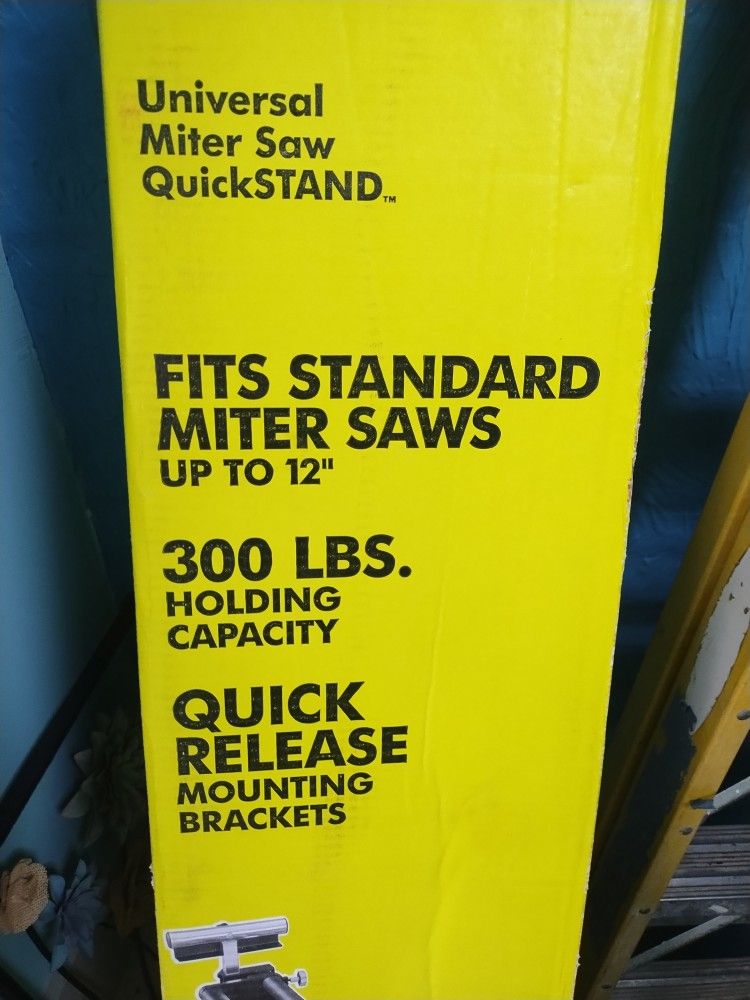 Universal
Miter Saw
QuickSTAND™
FITS STANDARD
MITER SAWS
UP TO 12"
300 LBS.
HOLDING
CAPACITY
QUICK
RELEASE
MOUNTING
BRACKETS